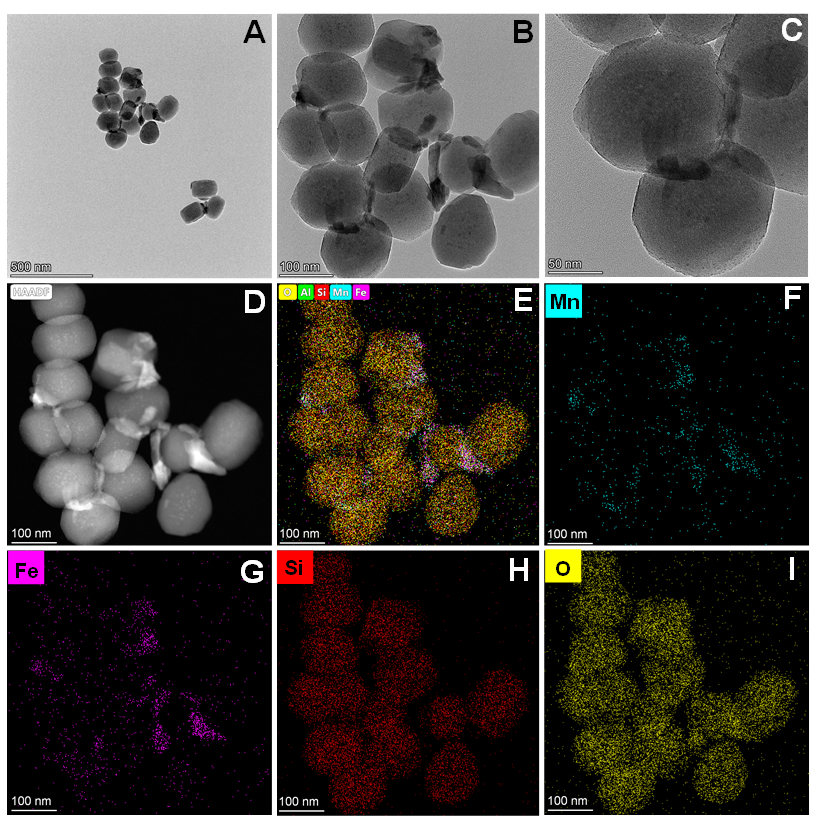 A
500 nm
B
100 nm
C
50 nm
HAADF
D
100 nm
O Al Si Mn Fe
E
100 nm
Mn
F
100 nm
Fe
G
100 nm
Si
H
100 nm
O
I
100 nm